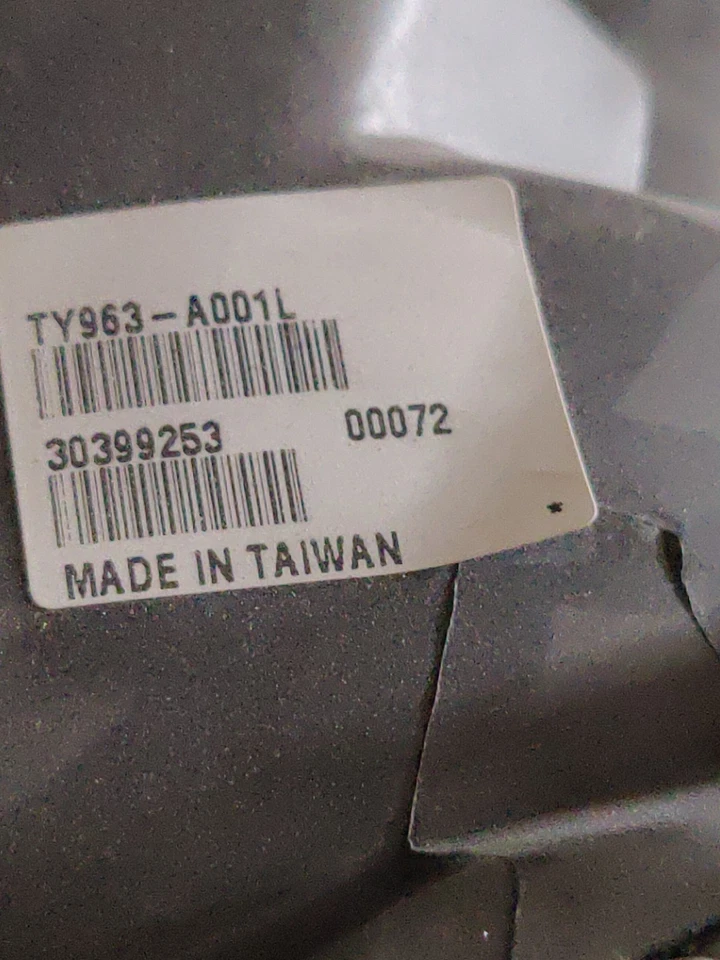 TY963-A001L
30399253 00072
MADE IN TAIWAN